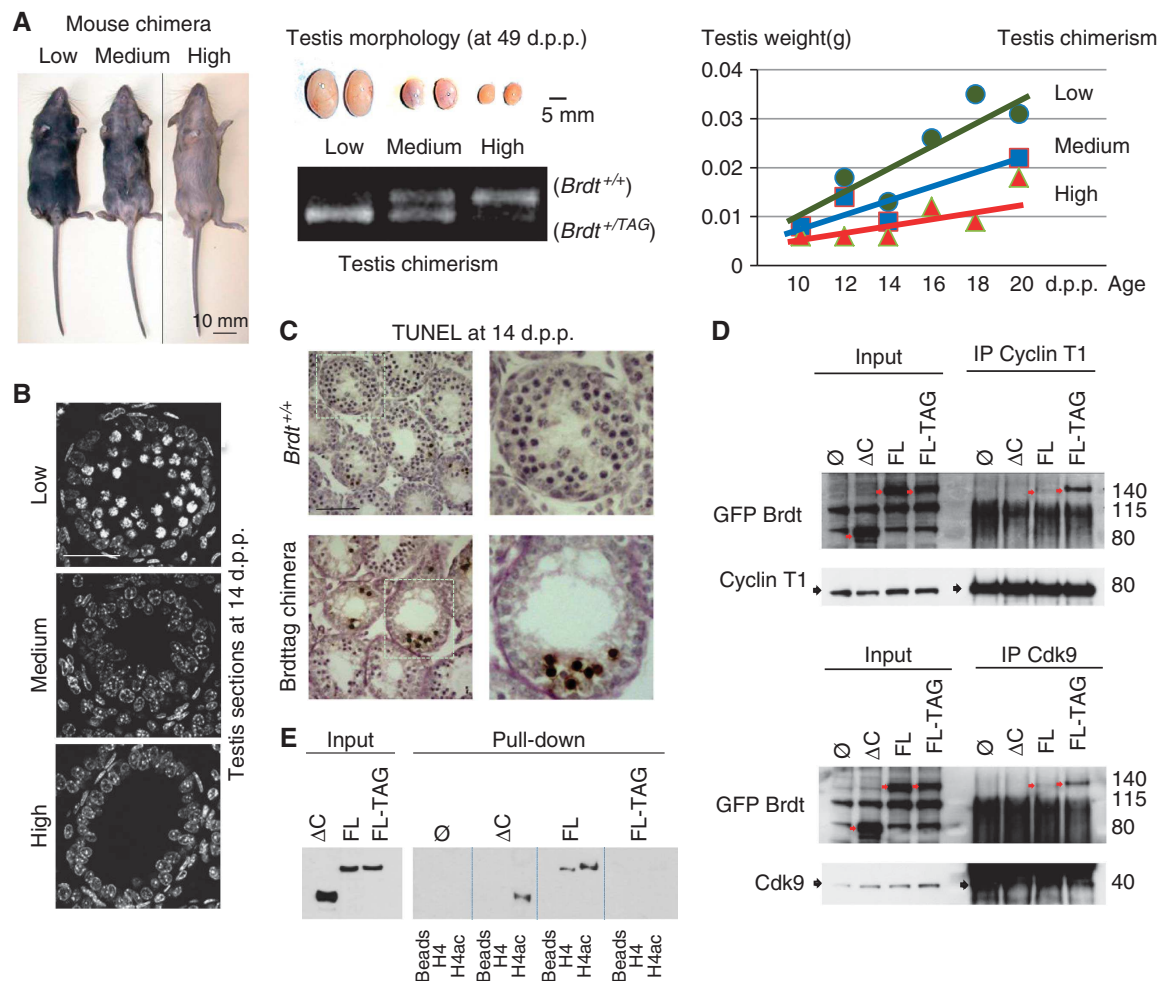 A
Mouse chimera
Low Medium High
10 mm
Testis morphology (at 49 d.p.p.)
5 mm
Low Medium High
(Brdt+/+)
(Brdt+/TAG)
Testis chimerism
Testis weight(g) Testis chimerism
0.04
0.03
0.02
0.01
0
Low
Medium
High
10 12 14 16 18 20 d.p.p. Age
B
Low
Medium
High
Testis sections at 14 d.p.p.
C
TUNEL at 14 d.p.p.
Brdt+/+
Brdttag chimera
D
Input IP Cyclin T1
Ø ΔC FL FL-TAG Ø ΔC FL FL-TAG
GFP Brdt
140
115
80
Cyclin T1
80
Input IP Cdk9
Ø ΔC FL FL-TAG Ø ΔC FL FL-TAG
GFP Brdt
140
115
80
Cdk9
40
E
Input Pull-down
ΔC FL FL-TAG Ø ΔC FL FL-TAG
Beads H4 H4ac Beads H4 H4ac Beads H4 H4ac Beads H4 H4ac